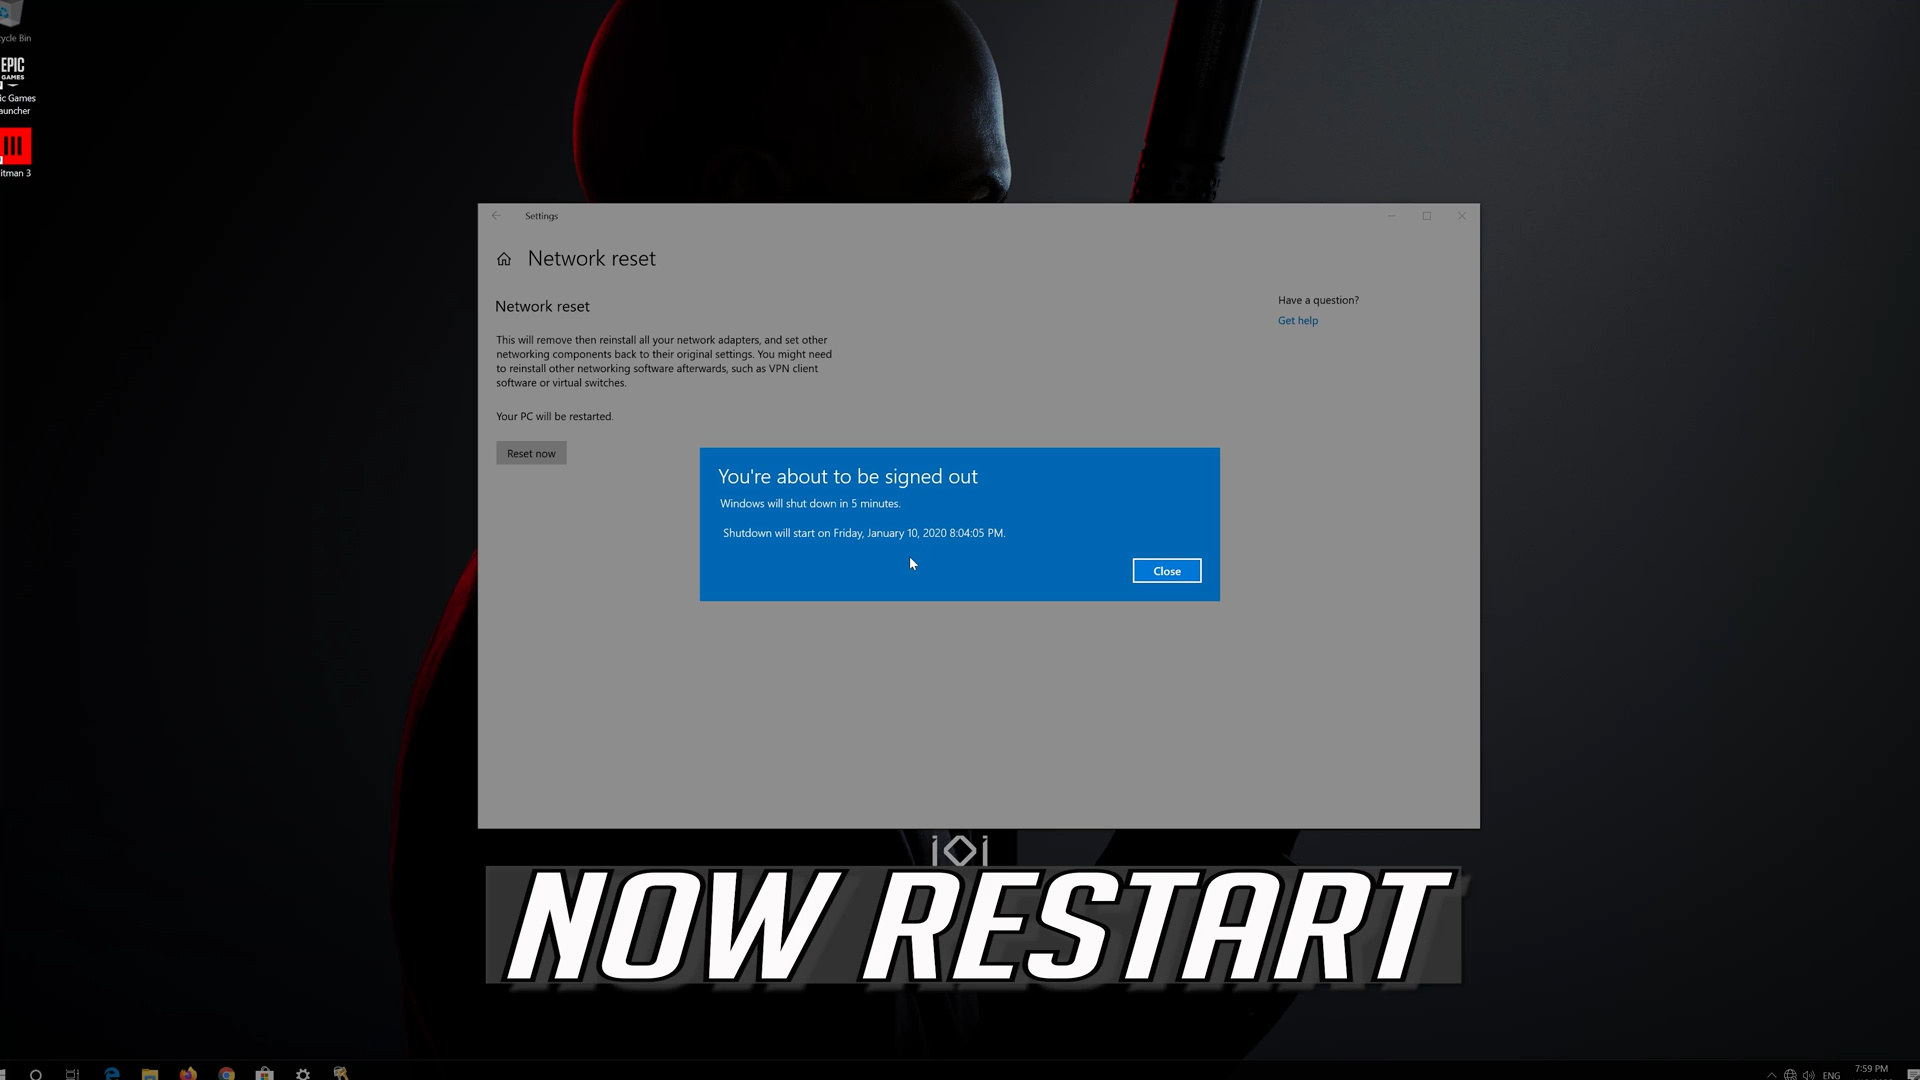 ycle Bin
EPIC
GAMES
ic Games
auncher
itman 3
Settings
Network reset
Network reset
This will remove then reinstall all your network adapters, and set other
networking components back to their original settings. You might need
to reinstall other networking software afterwards, such as VPN client
software or virtual switches.
Your PC will be restarted.
Reset now
Have a question?
Get help
You're about to be signed out
Windows will shut down in 5 minutes.
Shutdown will start on Friday, January 10, 2020 8:04:05 PM.
Close
iOi
NOW RESTART
ENG
7:59 PM